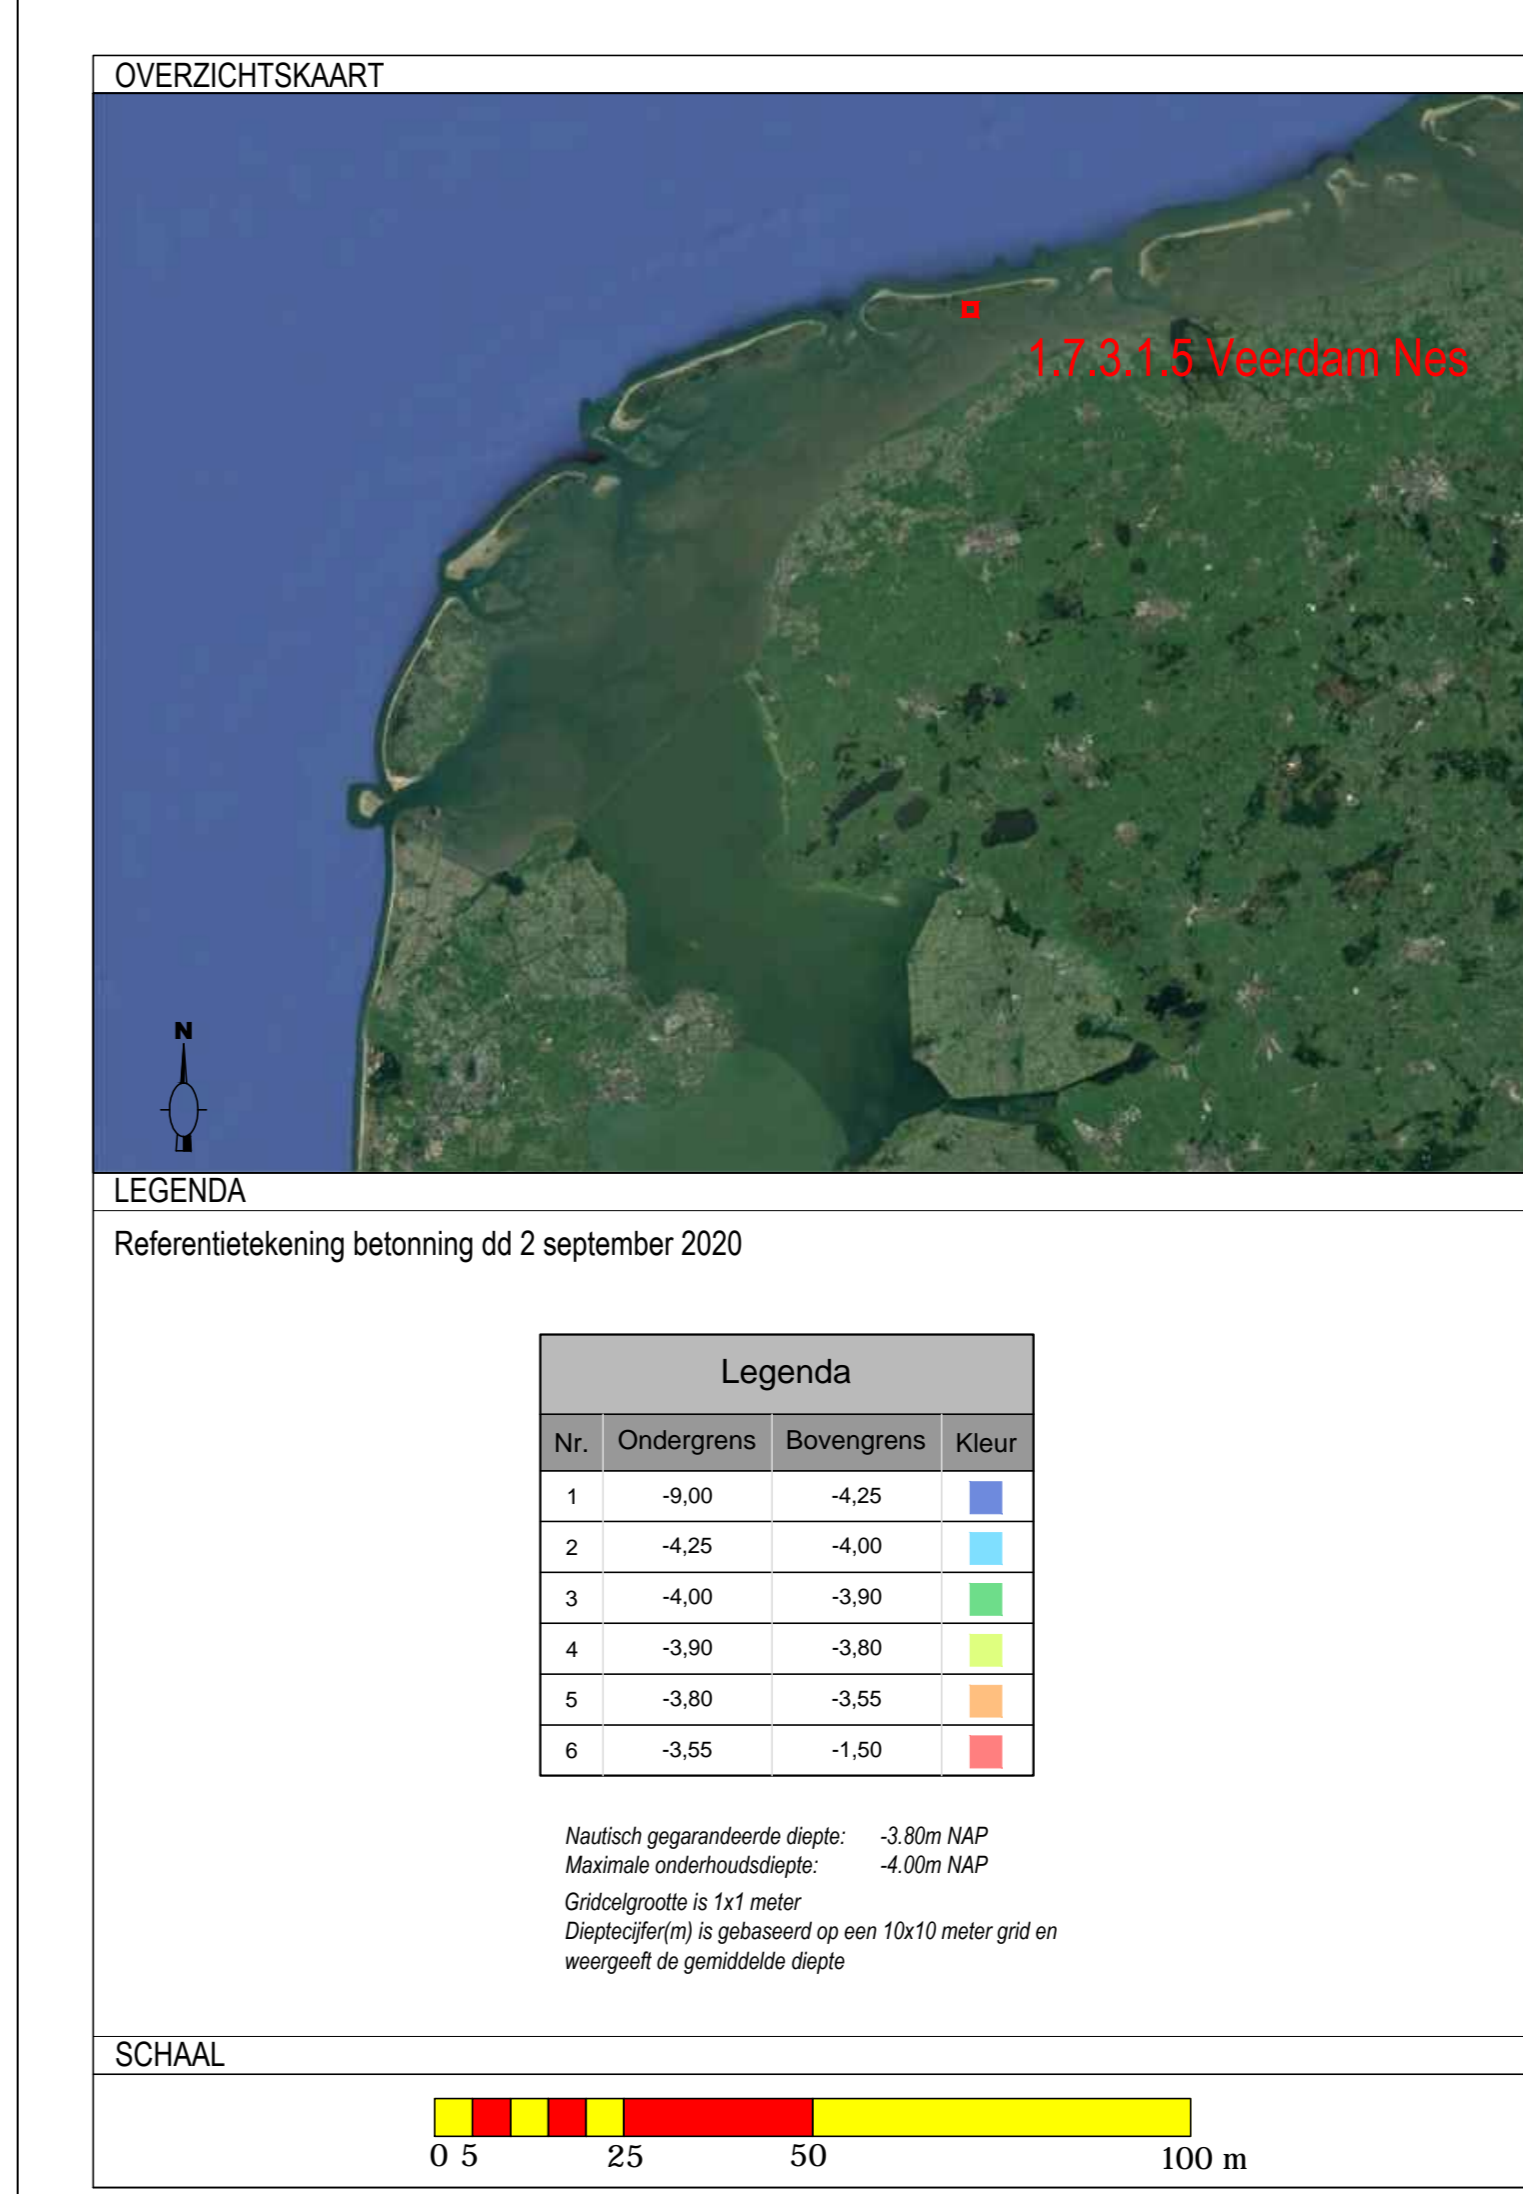 OVERZICHTSKAART
1.7.3.1.5 Veerdam Nes
N
LEGENDA
Referentietekening betonning dd 2 september 2020
Legenda
Nr. Ondergrens Bovengrens Kleur
1 -9,00 -4,25
2 -4,25 -4,00
3 -4,00 -3,90
4 -3,90 -3,80
5 -3,80 -3,55
6 -3,55 -1,50
Nautisch gegarandeerde diepte: -3.80m NAP
Maximale onderhoudsdiepte: -4.00m NAP
Gridcelgrootte is 1x1 meter
Dieptecijfer(m) is gebaseerd op een 10x10 meter grid en
weergeeft de gemiddelde diepte
SCHAAL
0 5 25 50 100 m